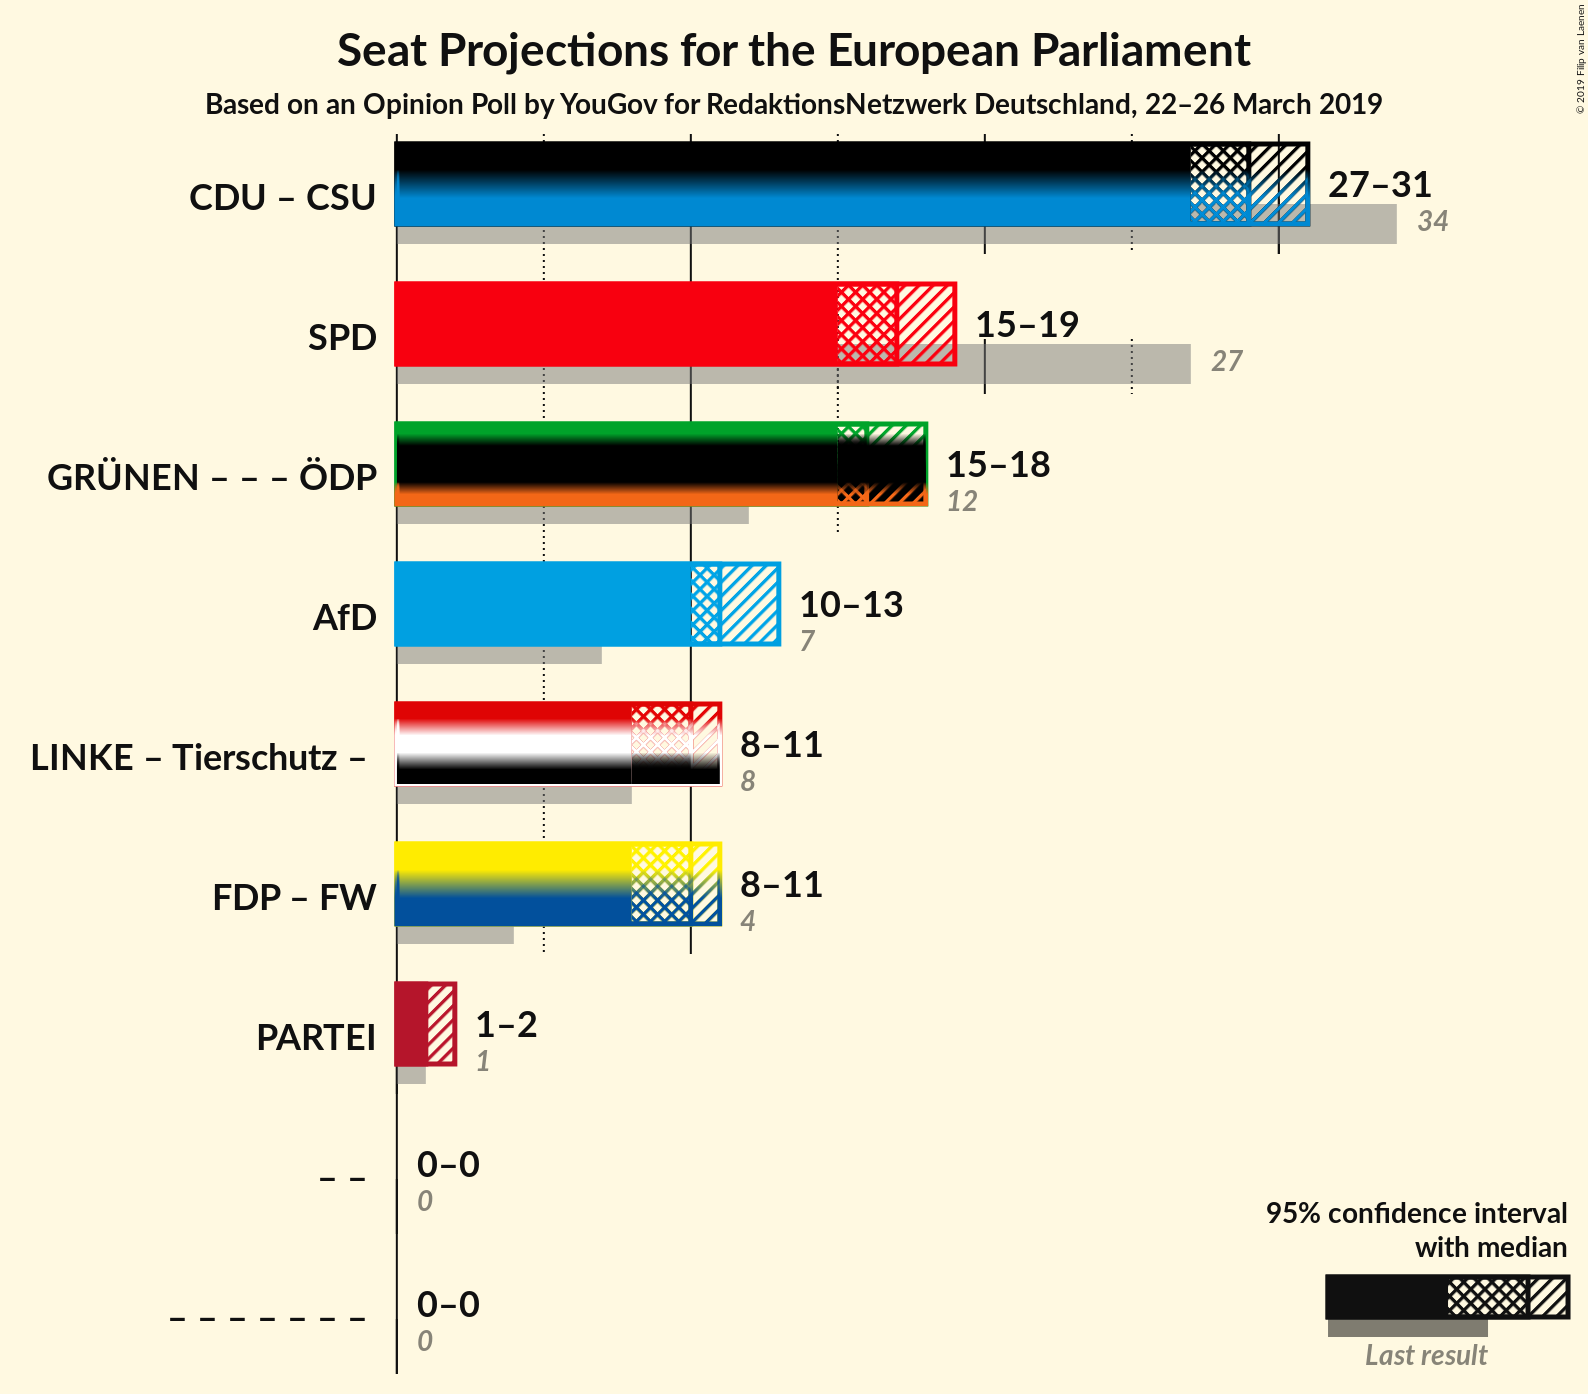 Seat Projections for the European Parliament
Based on an Opinion Poll by YouGov for RedaktionsNetzwerk Deutschland, 22–26 March 2019
© 2019 Filip van Laenen
CDU – CSU
27–31
34
SPD
15–19
27
GRÜNEN – – – ÖDP
15–18
12
AfD
10–13
7
LINKE – Tierschutz –
8–11
8
FDP – FW
8–11
4
PARTEI
1–2
1
– –
0–0
0
– – – – – – –
0–0
0
95% confidence interval
with median
Last result